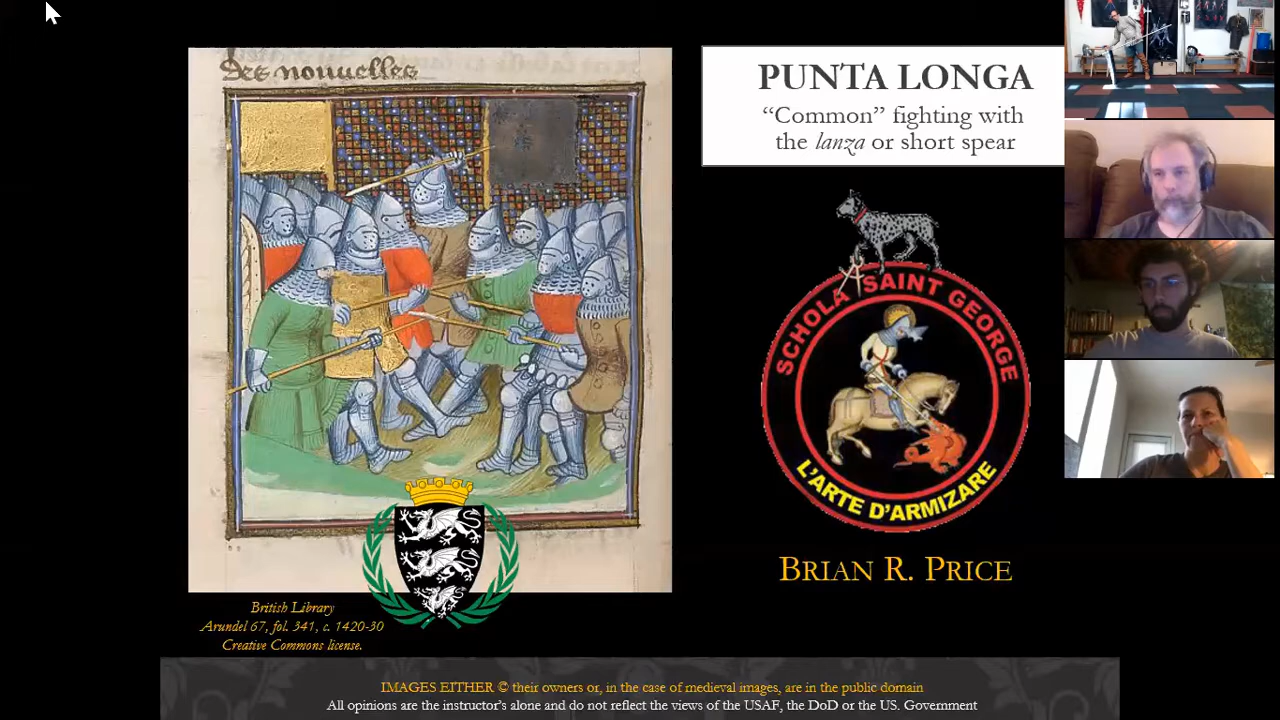 des nouuelles
PUNTA LONGA
“Common” fighting with
the lanza or short spear
SCHOLA SAINT GEORGE
L'ARTE D'ARMIZARE
BRIAN R. PRICE
British Library
Arundel 67, fol. 341, c. 1420-30
Creative Commons license.
IMAGES EITHER © their owners or, in the case of medieval images, are in the public domain
All opinions are the instructor's alone and do not reflect the views of the USAF, the DoD or the US. Government